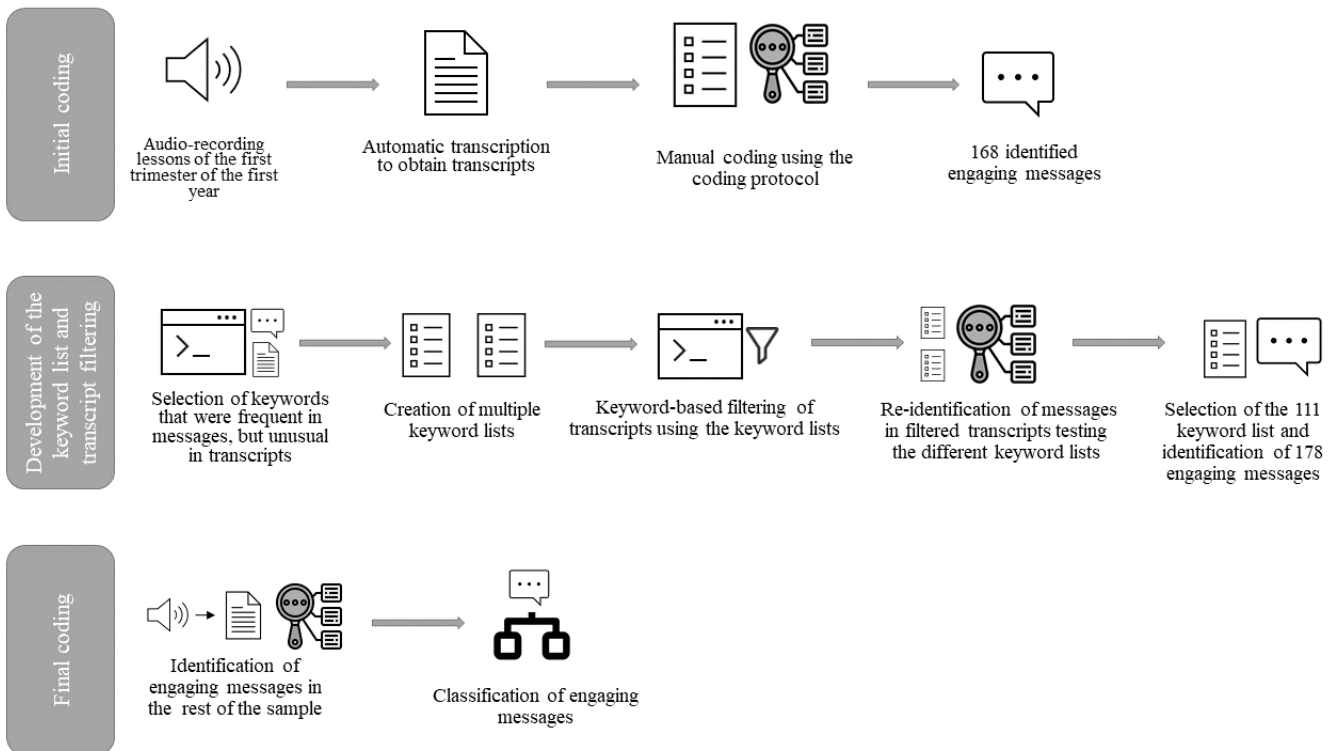 Initial coding
Audio-recording
lessons of the first
trimester of the first
year
Automatic transcription
to obtain transcripts
Manual coding using the
coding protocol
168 identified
engaging messages
Development of the
keyword list and
transcript filtering
Selection of keywords
that were frequent in
messages, but unusual
in transcripts
Creation of multiple
keyword lists
Keyword-based filtering of
transcripts using the keyword lists
Re-identification of messages
in filtered transcripts testing
the different keyword lists
Selection of the 111
keyword list and
identification of 178
engaging messages
Final coding
Identification of
engaging messages in
the rest of the sample
Classification of engaging
messages